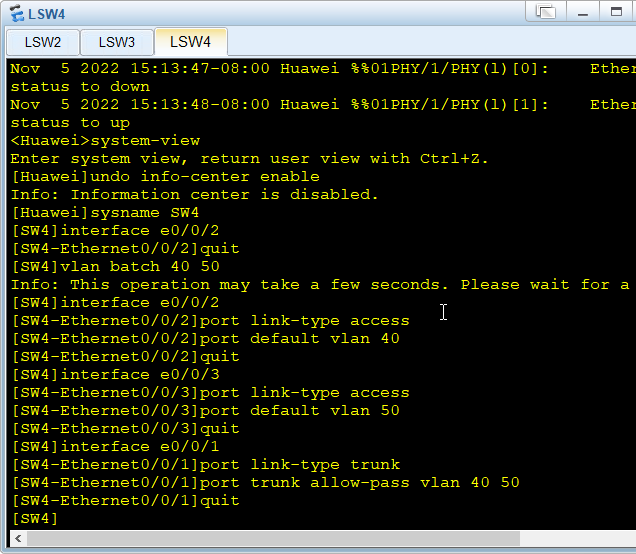 LSW4
LSW2 LSW3 LSW4
Nov  5 2022 15:13:47-08:00 Huawei %%01PHY/1/PHY(l)[0]:    Ether
status to down
Nov  5 2022 15:13:48-08:00 Huawei %%01PHY/1/PHY(l)[1]:    Ether
status to up
<Huawei>system-view
Enter system view, return user view with Ctrl+Z.
[Huawei]undo info-center enable
Info: Information center is disabled.
[Huawei]sysname SW4
[SW4]interface e0/0/2
[SW4-Ethernet0/0/2]quit
[SW4]vlan batch 40 50
Info: This operation may take a few seconds. Please wait for a
[SW4]interface e0/0/2
[SW4-Ethernet0/0/2]port link-type access
[SW4-Ethernet0/0/2]port default vlan 40
[SW4-Ethernet0/0/2]quit
[SW4]interface e0/0/3
[SW4-Ethernet0/0/3]port link-type access
[SW4-Ethernet0/0/3]port default vlan 50
[SW4-Ethernet0/0/3]quit
[SW4]interface e0/0/1
[SW4-Ethernet0/0/1]port link-type trunk
[SW4-Ethernet0/0/1]port trunk allow-pass vlan 40 50
[SW4-Ethernet0/0/1]quit
[SW4]